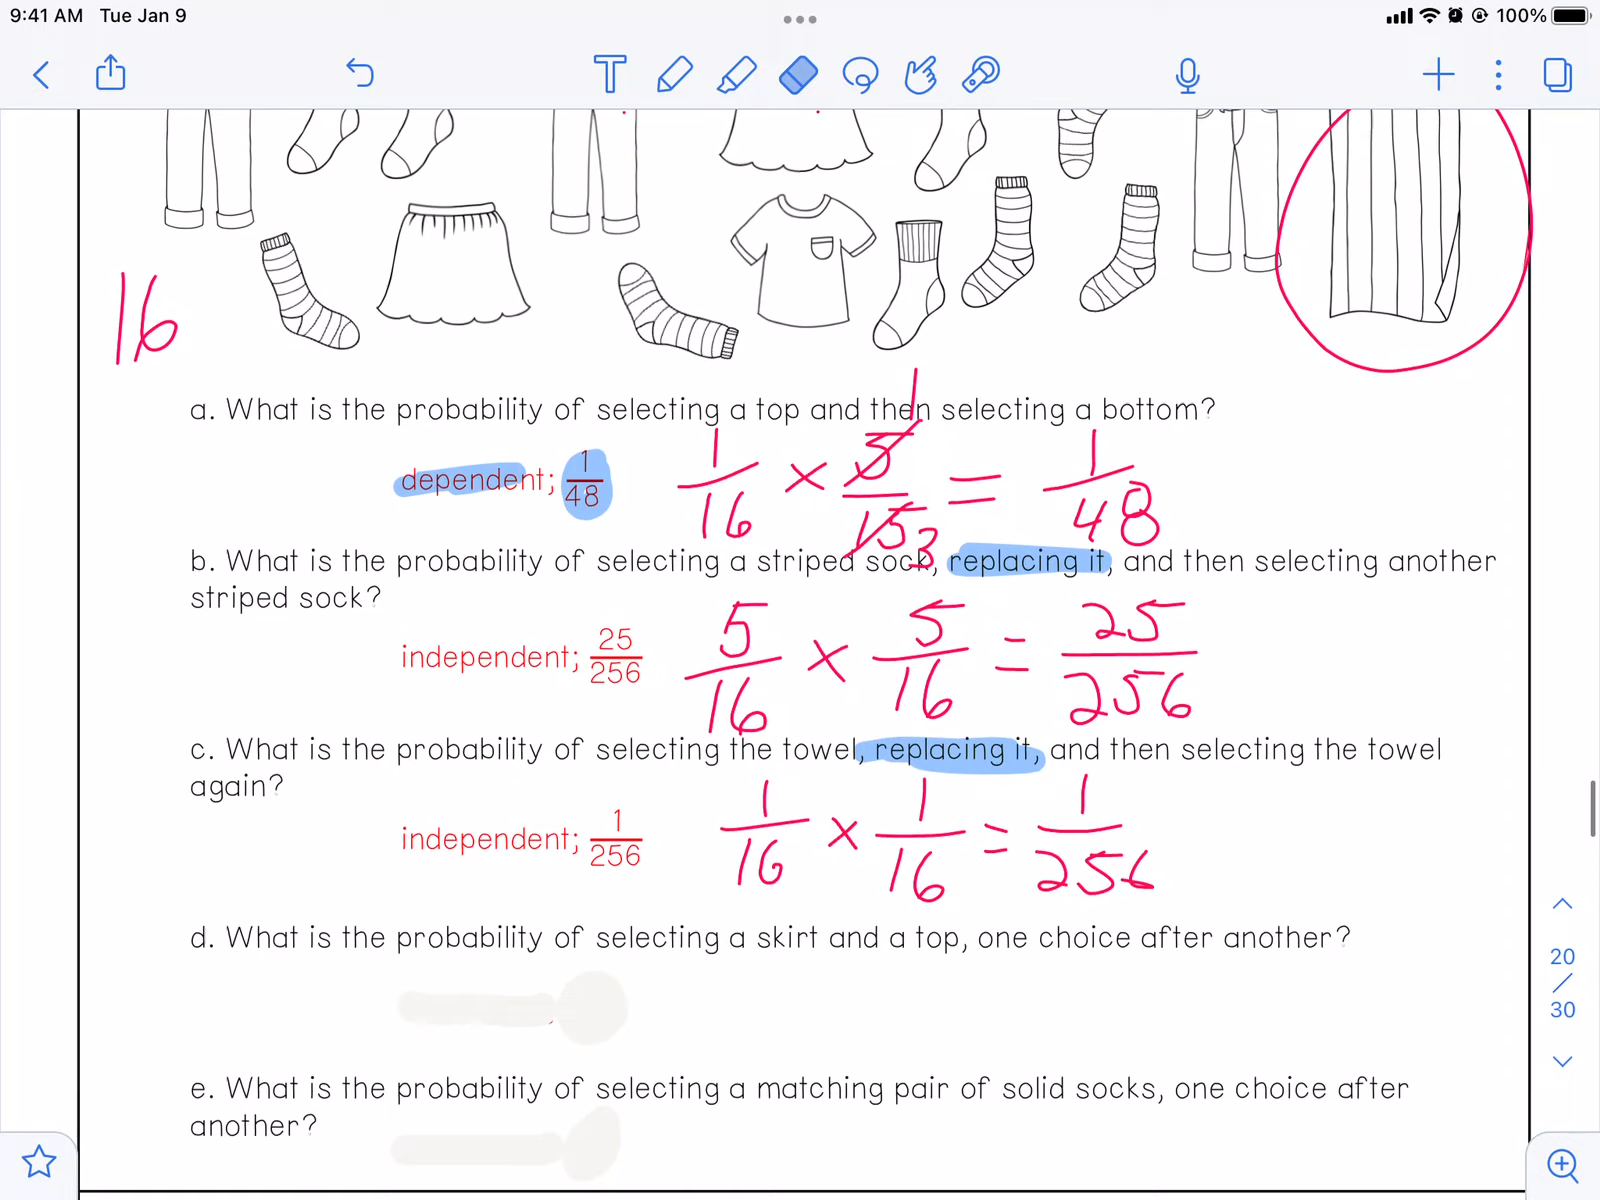 9:41 AM Tue Jan 9
100%
16
a. What is the probability of selecting a top and then selecting a bottom?
dependent; 1/48
1/16 × 5/15 = 1/48
1
3
b. What is the probability of selecting a striped sock, replacing it, and then selecting another
striped sock?
independent; 25/256
5/16 × 5/16 = 25/256
c. What is the probability of selecting the towel, replacing it, and then selecting the towel
again?
independent; 1/256
1/16 × 1/16 = 1/256
d. What is the probability of selecting a skirt and a top, one choice after another?
e. What is the probability of selecting a matching pair of solid socks, one choice after
another?
20
/
30